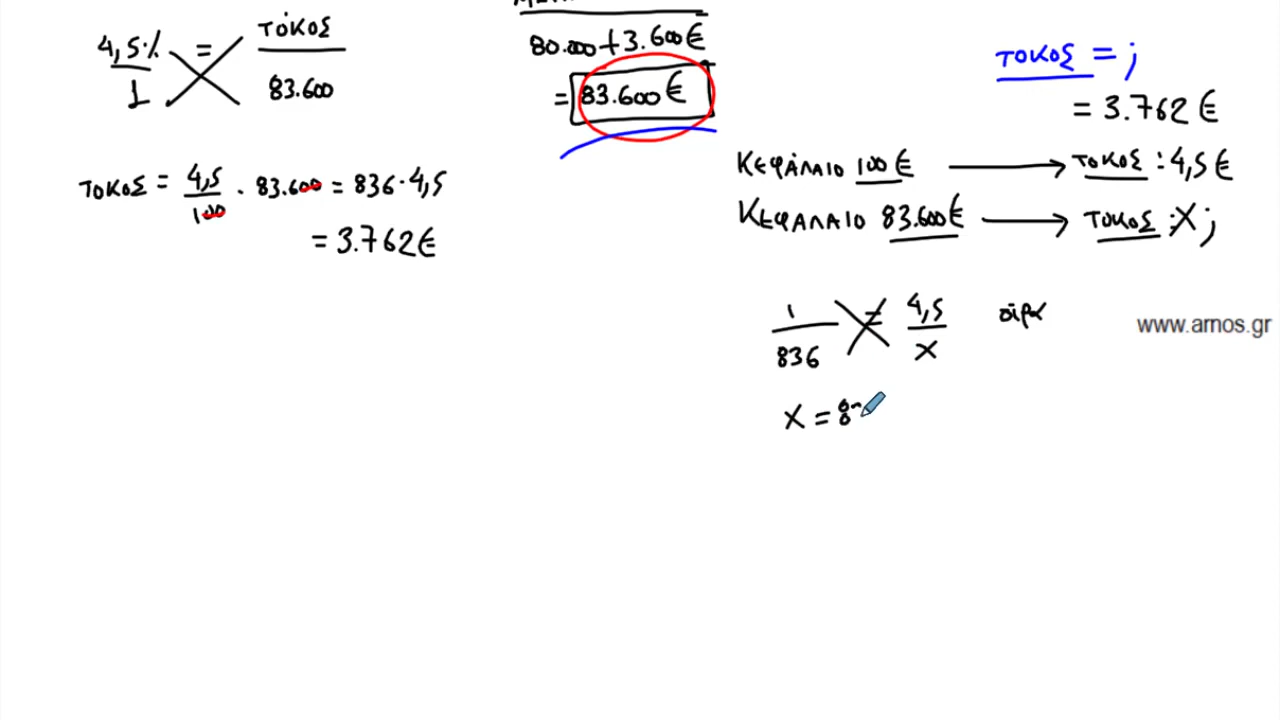 4,5% = ΤΌΚΟΣ
1 83.600
ΤΟΚΟΣ = 4,5/100 · 83.600 = 836·4,5
= 3.762€
80.000+3.600€
= 83.600€
ΤΟΚΟΣ = ;
= 3.762€
ΚΕΦΆΛΑΙΟ 100€ → ΤΟΚΟΣ : 4,5€
ΚΕΦΑΛΑΙΟ 83.600€ → ΤΟΚΟΣ : X ;
1/836 = 4,5/X
X =
www.arnos.gr